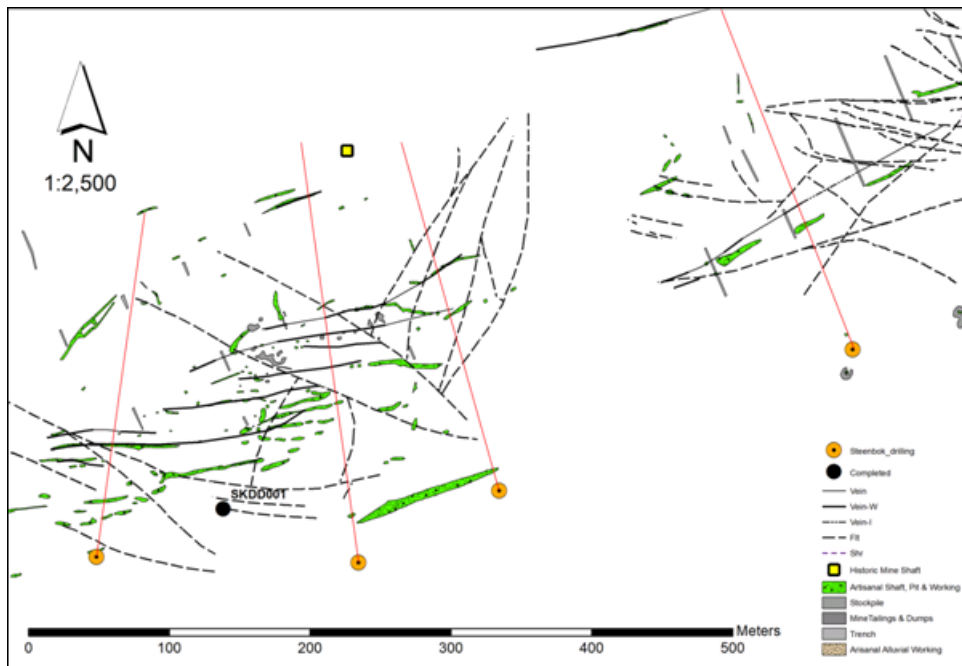 N
1:2,500
SKDD001
Steenbok_drilling
Completed
Vein
Vein-W
Vein-I
Flt
Shr
Historic Mine Shaft
Artisanal Shaft, Pit & Working
Stockpile
MineTailings & Dumps
Trench
Arisanal Alluvial Working
Meters
0 100 200 300 400 500